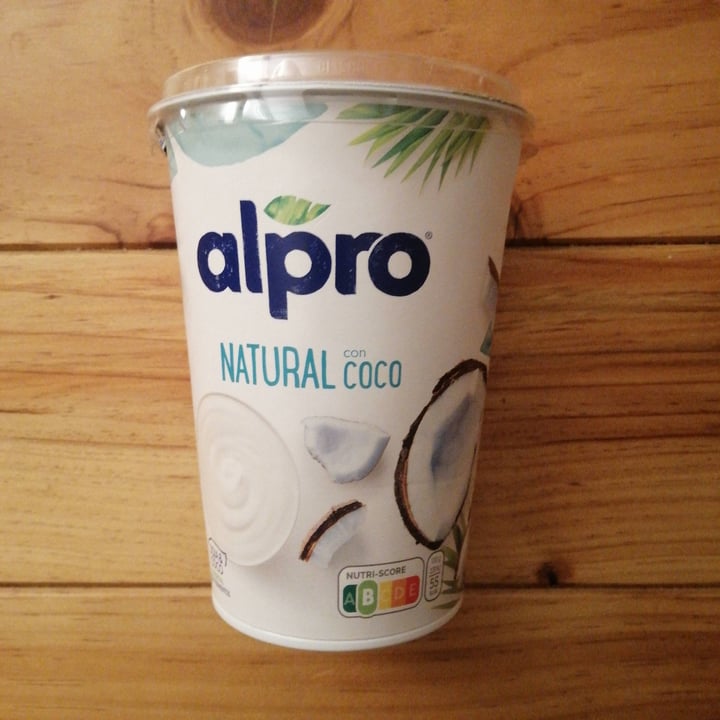 alpro®
NATURAL con COCO
NUTRI-SCORE
A B C D E